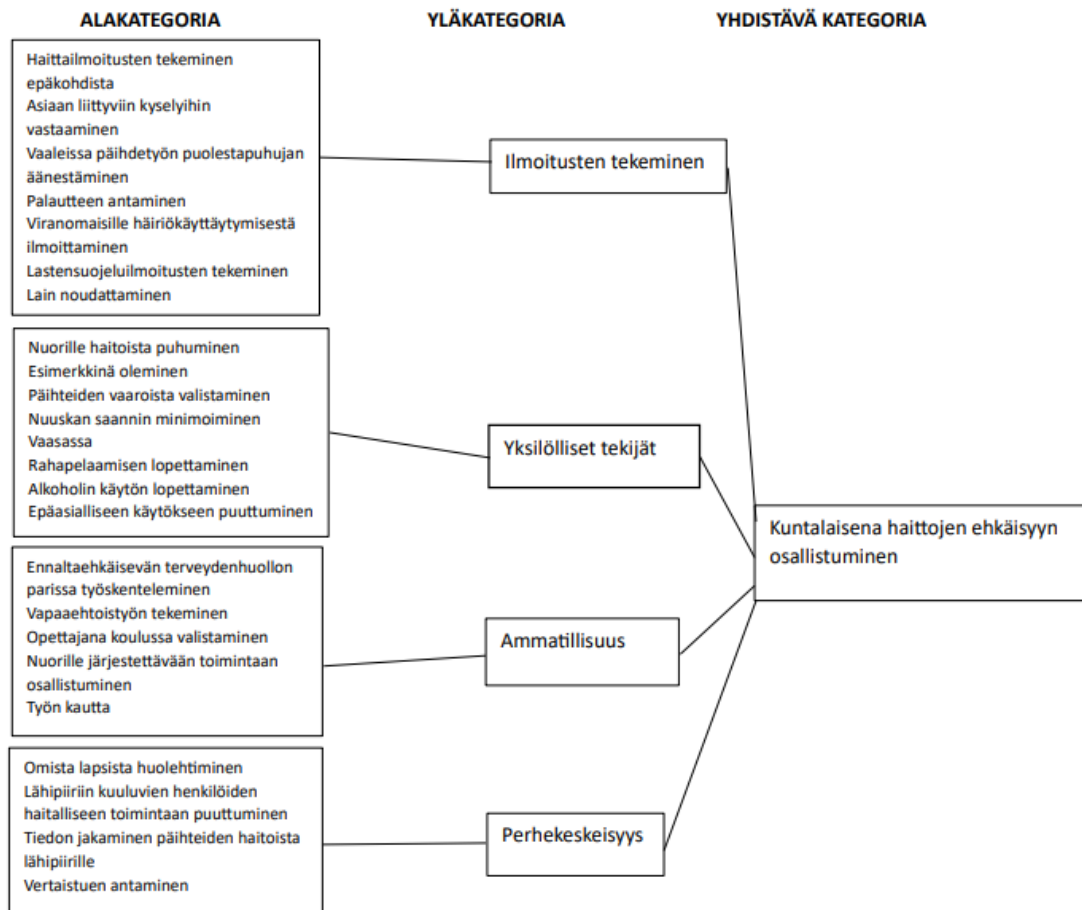 ALAKATEGORIA
YLÄKATEGORIA
YHDISTÄVÄ KATEGORIA
Haittailmoitusten tekeminen
epäkohdista
Asiaan liittyviin kyselyihin
vastaaminen
Vaaleissa päihdetyön puolestapuhujan
äänestäminen
Palautteen antaminen
Viranomaisille häiriökäyttäytymisestä
ilmoittaminen
Lastensuojeluilmoitusten tekeminen
Lain noudattaminen
Ilmoitusten tekeminen
Nuorille haitoista puhuminen
Esimerkkinä oleminen
Päihteiden vaaroista valistaminen
Nuuskan saannin minimoiminen
Vaasassa
Rahapelaamisen lopettaminen
Alkoholin käytön lopettaminen
Epäasialliseen käytökseen puuttuminen
Yksilölliset tekijät
Ennaltaehkäisevän terveydenhuollon
parissa työskenteleminen
Vapaaehtoistyön tekeminen
Opettajana koulussa valistaminen
Nuorille järjestettävään toimintaan
osallistuminen
Työn kautta
Ammatillisuus
Omista lapsista huolehtiminen
Lähipiiriin kuuluvien henkilöiden
haitalliseen toimintaan puuttuminen
Tiedon jakaminen päihteiden haitoista
lähipiirille
Vertaistuen antaminen
Perhekeskeisyys
Kuntalaisena haittojen ehkäisyyn
osallistuminen